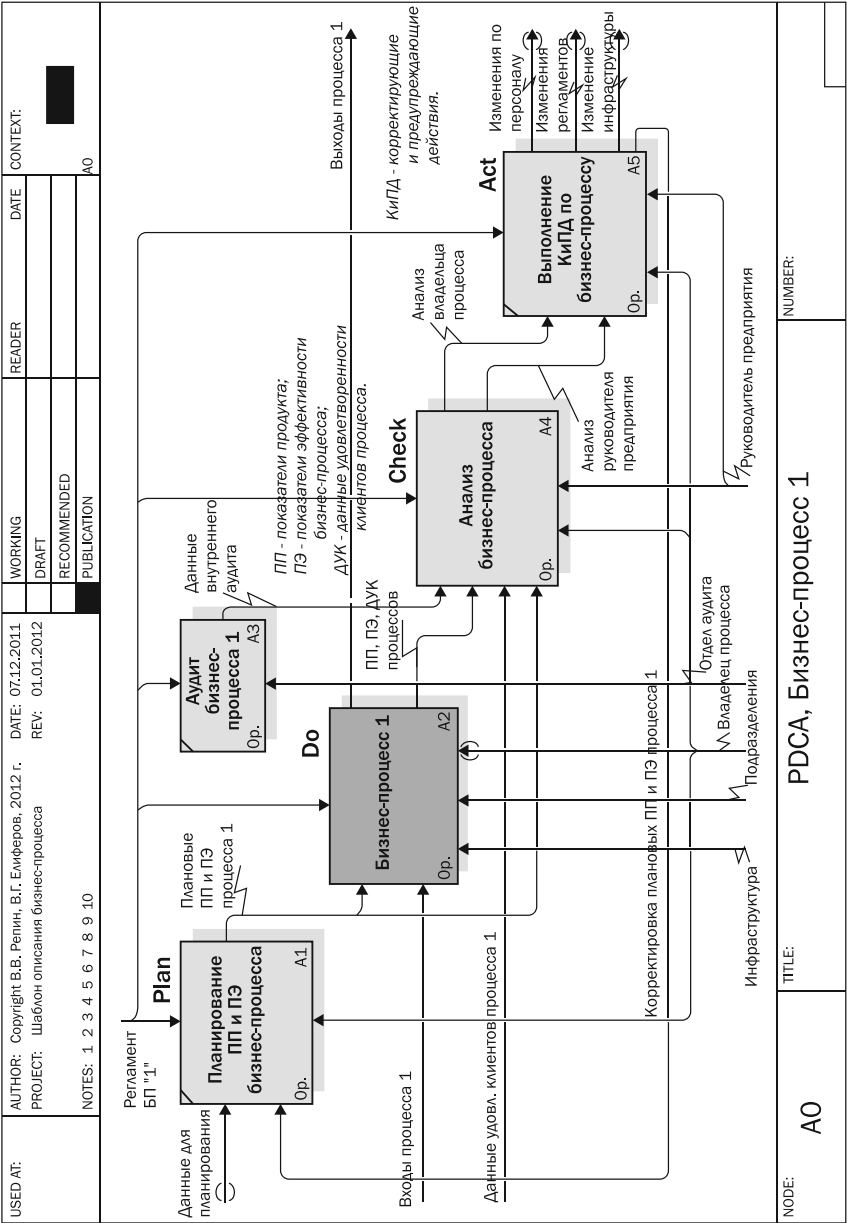 USED AT:
AUTHOR: Copyright В.В. Репин, В.Г. Елиферов, 2012 г.
DATE: 07.12.2011
PROJECT: Шаблон описания бизнес-процесса
REV: 01.01.2012
NOTES: 1 2 3 4 5 6 7 8 9 10
WORKING
DRAFT
RECOMMENDED
PUBLICATION
READER
DATE
CONTEXT:
A0
Регламент
БП "1"
Данные для
планирования
Plan
Планирование
ПП и ПЭ
бизнес-процесса
0р.
A1
Плановые
ПП и ПЭ
процесса 1
Входы процесса 1
Данные удовл. клиентов процесса 1
Do
Бизнес-процесс 1
0р.
A2
Аудит
бизнес-
процесса 1
0р.
A3
Данные
внутреннего
аудита
ПП, ПЭ, ДУК
процессов
ПП - показатели продукта;
ПЭ - показатели эффективности
бизнес-процесса;
ДУК - данные удовлетворенности
клиентов процесса.
Check
Анализ
бизнес-процесса
0р.
A4
Анализ
владельца
процесса
Анализ
руководителя
предприятия
Выходы процесса 1
КиПД - корректирующие
и предупреждающие
действия.
Act
Выполнение
КиПД по
бизнес-процессу
0р.
A5
Изменения по
персоналу
Изменения
регламентов
Изменение
инфраструктуры
Корректировка плановых ПП и ПЭ процесса 1
Инфраструктура
Подразделения
Владелец процесса
Отдел аудита
Руководитель предприятия
NODE:
A0
TITLE:
PDCA, Бизнес-процесс 1
NUMBER: